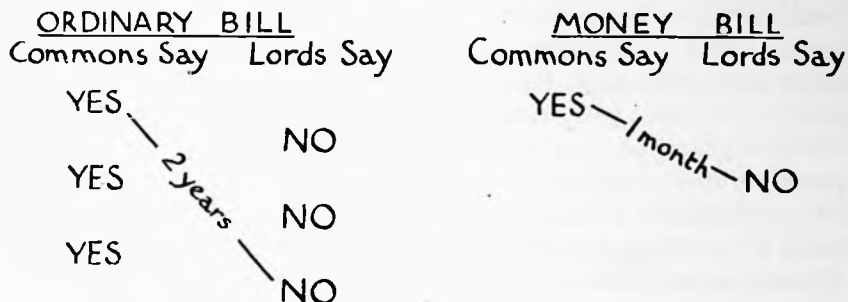 ORDINARY BILL
Commons Say Lords Say
YES
NO
2 years
YES
NO
YES
NO
MONEY BILL
Commons Say Lords Say
YES
1 month
NO